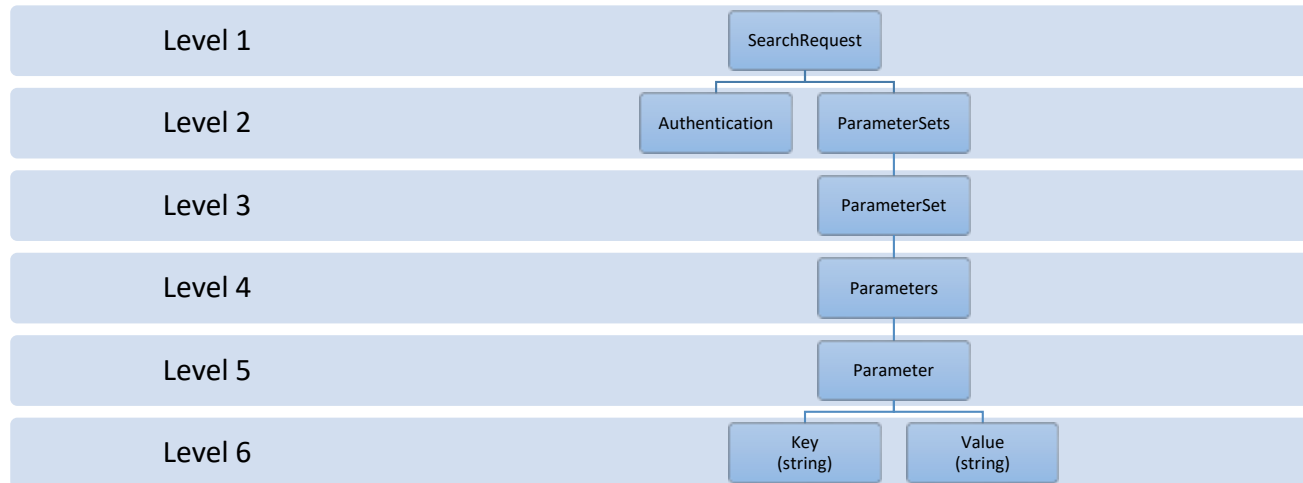 Level 1
SearchRequest
Level 2
Authentication
ParameterSets
Level 3
ParameterSet
Level 4
Parameters
Level 5
Parameter
Level 6
Key
(string)
Value
(string)